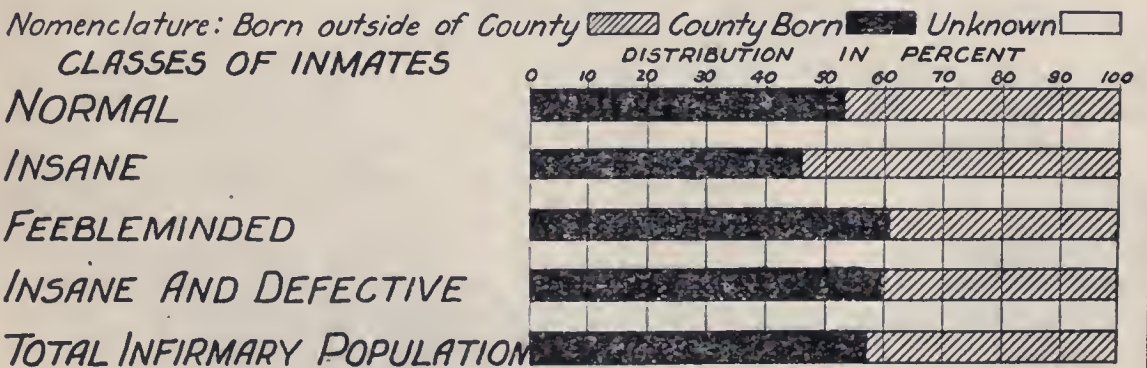 Nomenclature: Born outside of County County Born Unknown
CLASSES OF INMATES
DISTRIBUTION IN PERCENT
0 10 20 30 40 50 60 70 80 90 100
NORMAL
INSANE
FEEBLEMINDED
INSANE AND DEFECTIVE
TOTAL INFIRMARY POPULATION